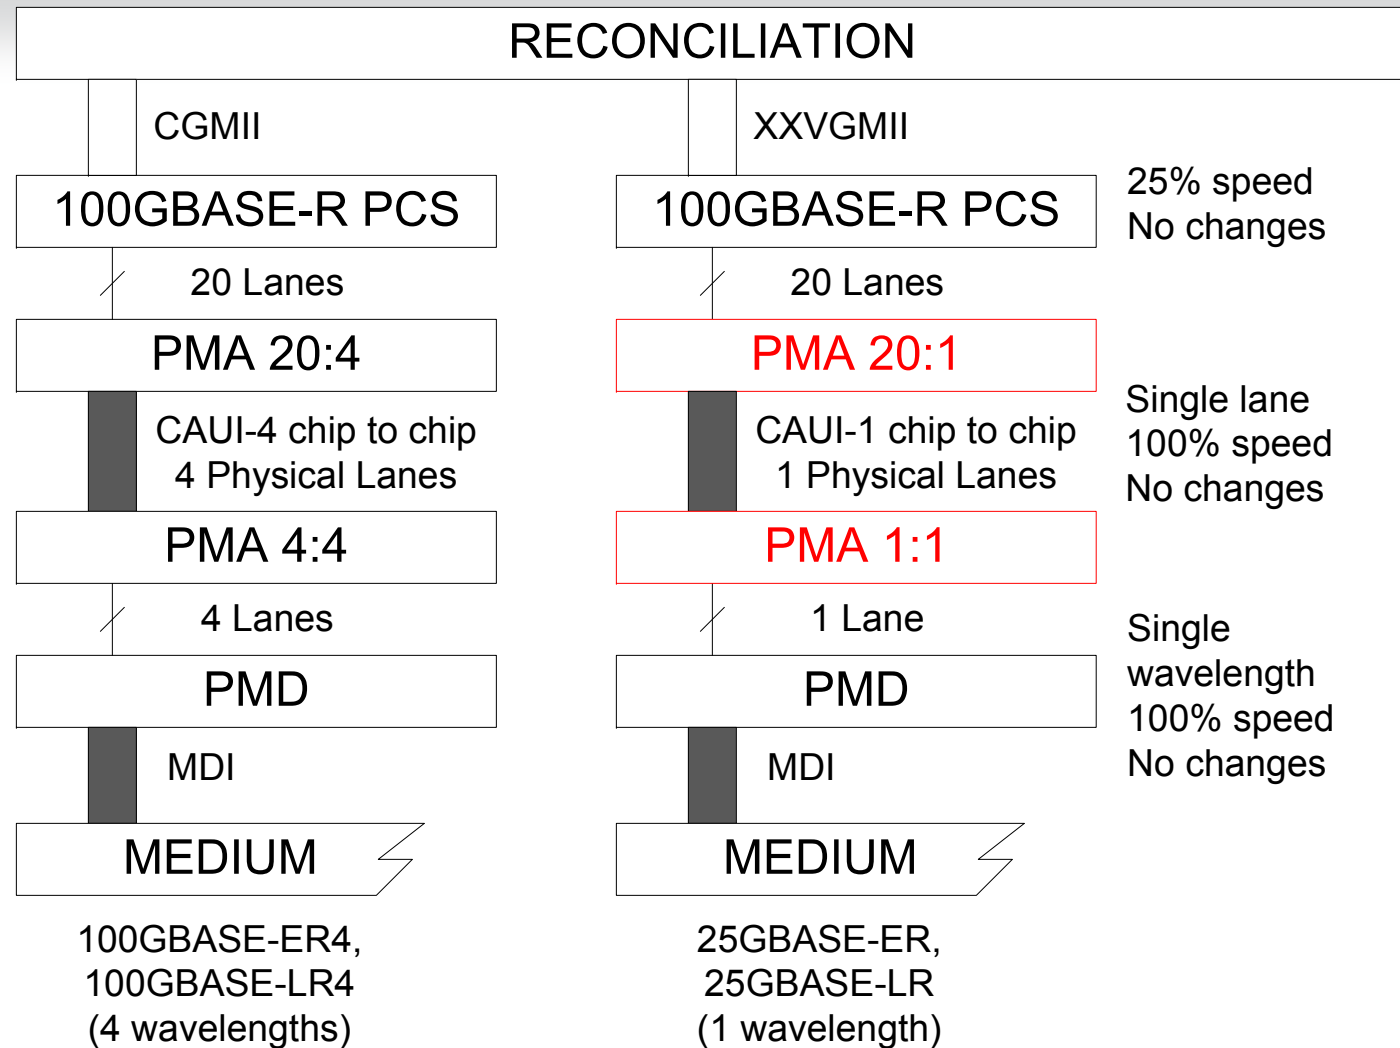 RECONCILIATION
CGMII
XXVGMII
100GBASE-R PCS
100GBASE-R PCS
25% speed
No changes
20 Lanes
20 Lanes
PMA 20:4
PMA 20:1
CAUI-4 chip to chip
4 Physical Lanes
CAUI-1 chip to chip
1 Physical Lanes
Single lane
100% speed
No changes
PMA 4:4
PMA 1:1
4 Lanes
1 Lane
PMD
PMD
Single
wavelength
100% speed
No changes
MDI
MDI
MEDIUM
MEDIUM
100GBASE-ER4,
100GBASE-LR4
(4 wavelengths)
25GBASE-ER,
25GBASE-LR
(1 wavelength)